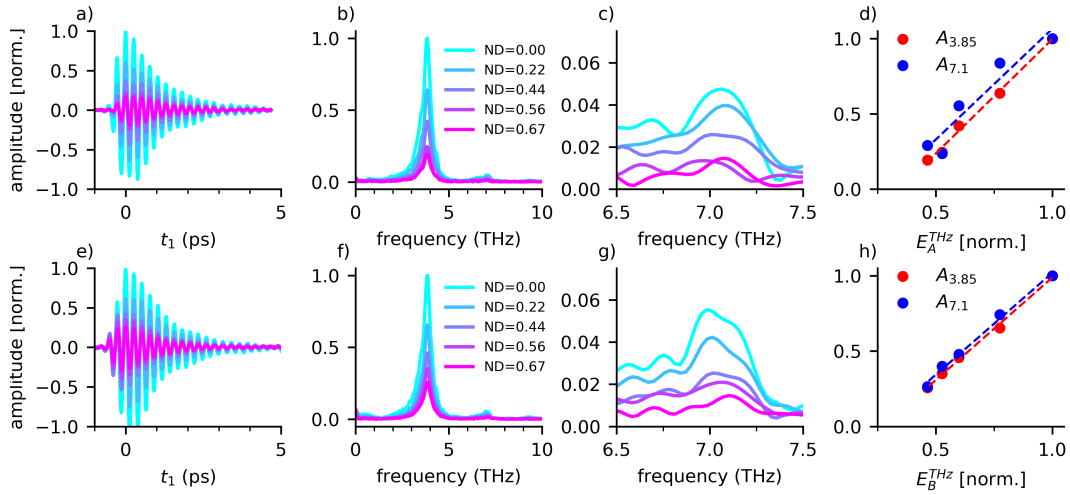 a)
b)
c)
d)
amplitude [norm.]
1.0
0.5
0.0
−0.5
−1.0
0
5
t₁ (ps)
1.0
0.5
0.0
0
5
10
frequency (THz)
ND=0.00
ND=0.22
ND=0.44
ND=0.56
ND=0.67
0.06
0.04
0.02
0.00
6.5
7.0
7.5
frequency (THz)
1.0
0.0
0.5
1.0
A₃.₈₅
A₇.₁
E_A^THz [norm.]
e)
f)
g)
h)
amplitude [norm.]
1.0
0.5
0.0
−0.5
−1.0
0
5
t₁ (ps)
1.0
0.5
0.0
0
5
10
frequency (THz)
ND=0.00
ND=0.22
ND=0.44
ND=0.56
ND=0.67
0.06
0.04
0.02
0.00
6.5
7.0
7.5
frequency (THz)
1.0
0.5
0.0
0.5
1.0
A₃.₈₅
A₇.₁
E_B^THz [norm.]